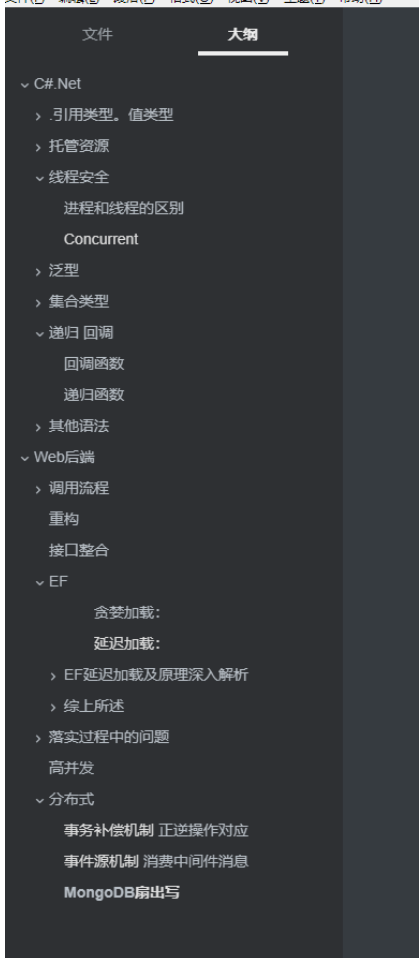 文件 大纲
C#.Net
.引用类型。值类型
托管资源
线程安全
进程和线程的区别
Concurrent
泛型
集合类型
递归 回调
回调函数
递归函数
其他语法
Web后端
调用流程
重构
接口整合
EF
贪婪加载：
延迟加载：
EF延迟加载及原理深入解析
综上所述
落实过程中的问题
高并发
分布式
事务补偿机制 正逆操作对应
事件源机制 消费中间件消息
MongoDB扇出写